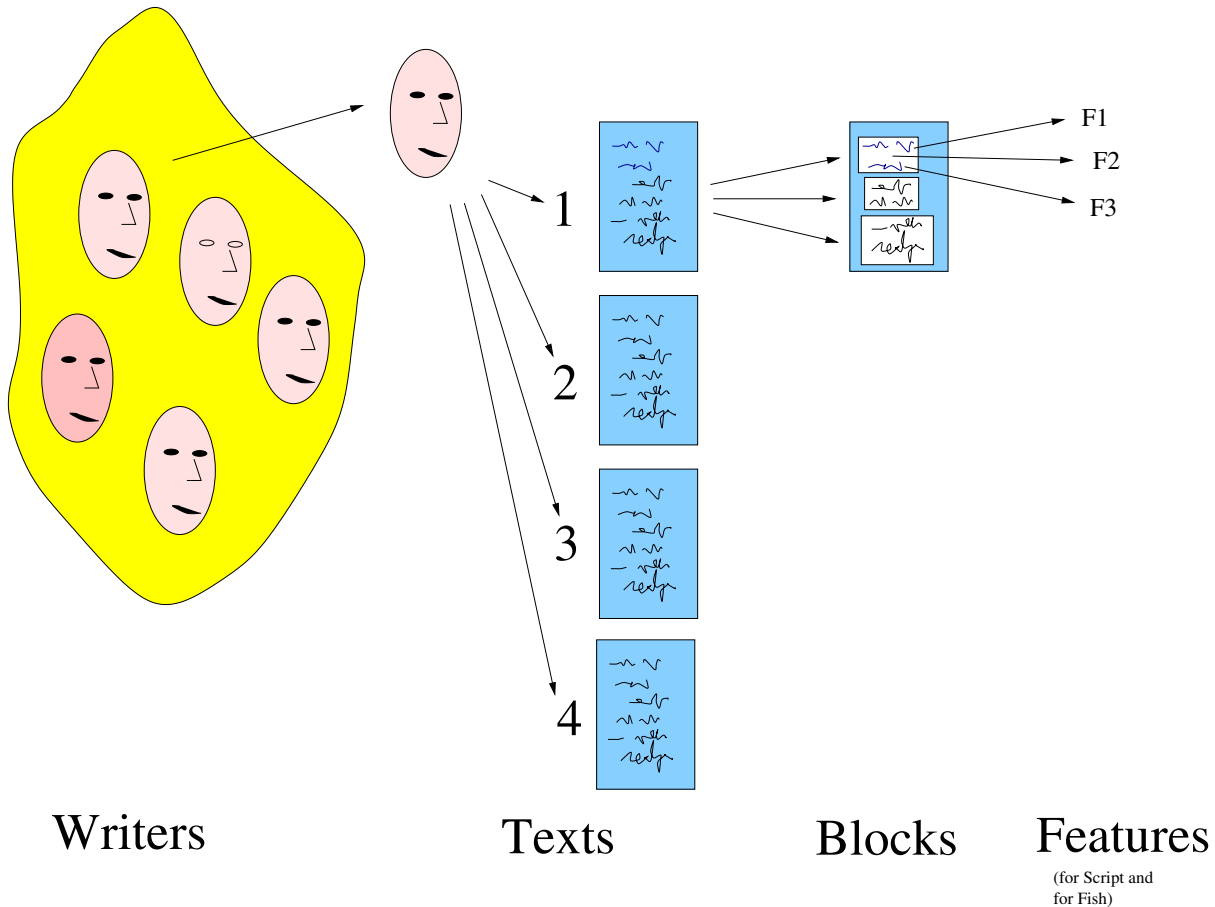 F1
F2
F3
1
2
3
4
Writers
Texts
Blocks
Features
(for Script and
for Fish)